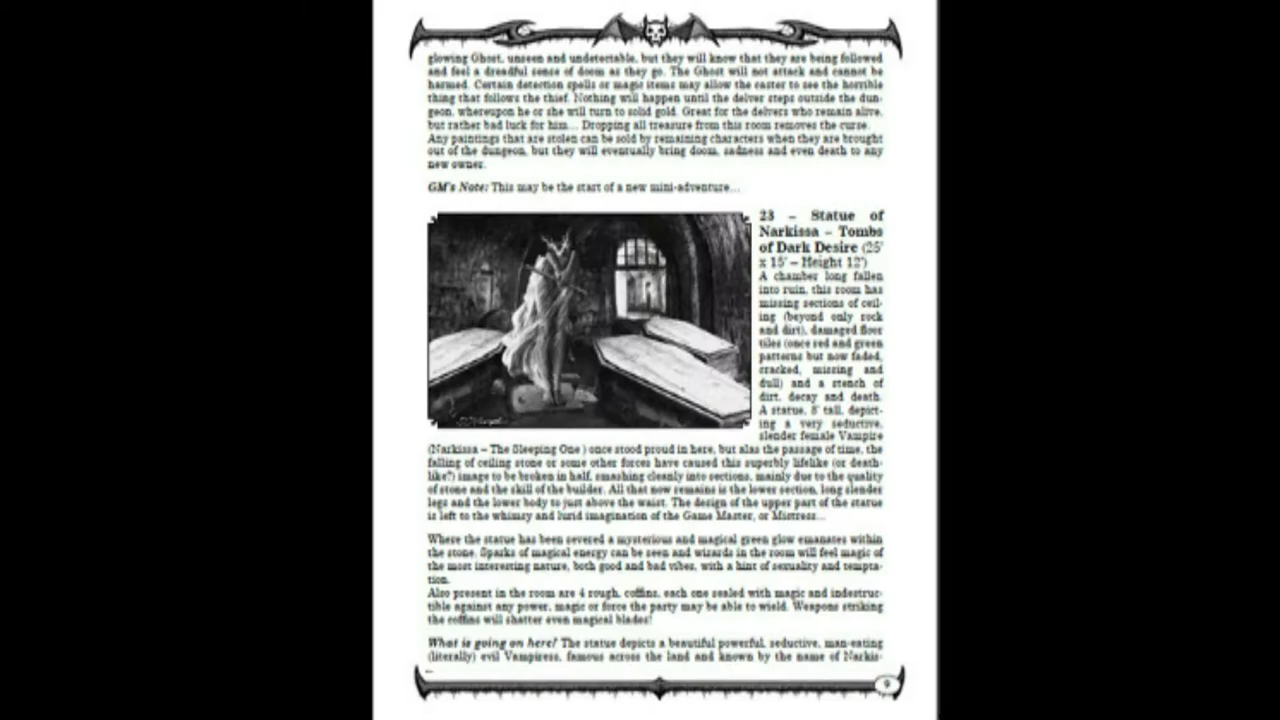 glowing Ghost, unseen and undetectable, but they will know that they are being followed
and feel a dreadful sense of doom as they go. The Ghost will not attack and cannot be
harmed. Certain detection spells or magic items may allow the caster to see the horrible
thing that follows the thief. Nothing will happen until the delver steps outside the dun-
geon, whereupon he or she will turn to solid gold. Great for the delvers who remain alive,
but rather bad luck for him... Dropping all treasure from this room removes the curse.
Any paintings that are stolen can be sold by remaining characters when they are brought
out of the dungeon, but they will eventually bring doom, sadness and even death to any
new owner.
GM's Note: This may be the start of a new mini-adventure...
23 – Statue of
Narkissa – Tombs
of Dark Desire (25'
x 15' – Height 12')
A chamber long fallen
into ruin, this room has
missing sections of ceil-
ing (beyond only rock
and dirt), damaged floor
tiles (once red and green
patterns but now faded,
cracked, missing and
dull) and a stench of
dirt, decay and death.
A statue, 8' tall, depict-
ing a very seductive,
slender female Vampire
(Narkissa – The Sleeping One ) once stood proud in here, but alas the passage of time, the
falling of ceiling stone or some other forces have caused this superbly lifelike (or death-
like?) image to be broken in half, smashing cleanly into sections, mainly due to the quality
of stone and the skill of the builder. All that now remains is the lower section, long slender
legs and the lower body to just above the waist. The design of the upper part of the statue
is left to the whimsy and lurid imagination of the Game Master, or Mistress...
Where the statue has been severed a mysterious and magical green glow emanates within
the stone. Sparks of magical energy can be seen and wizards in the room will feel magic of
the most interesting nature, both good and bad vibes, with a hint of sexuality and tempta-
tion.
Also present in the room are 4 rough, coffins, each one sealed with magic and indestruc-
tible against any power, magic or force the party may be able to wield. Weapons striking
the coffins will shatter even magical blades!
What is going on here? The statue depicts a beautiful powerful, seductive, man-eating
(literally) evil Vampiress, famous across the land and known by the name of Narkis-
9